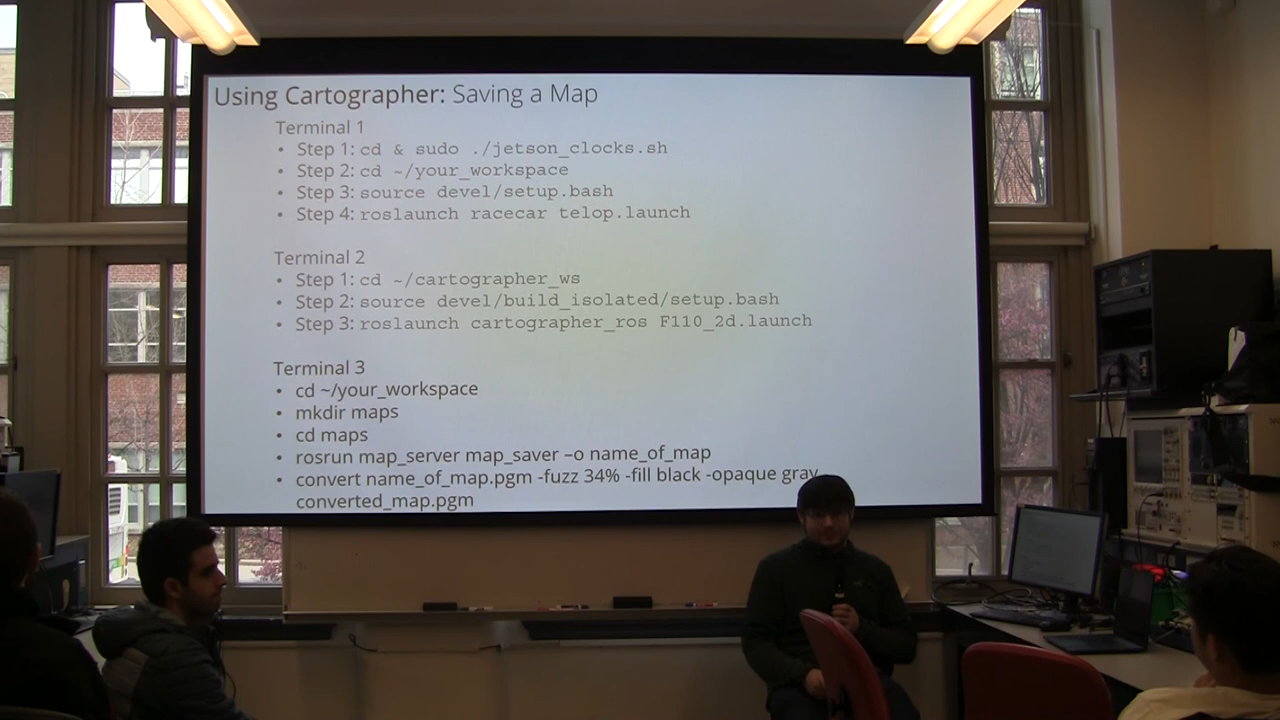 Using Cartographer: Saving a Map
Terminal 1
• Step 1: cd & sudo ./jetson_clocks.sh
• Step 2: cd ~/your_workspace
• Step 3: source devel/setup.bash
• Step 4: roslaunch racecar telop.launch
Terminal 2
• Step 1: cd ~/cartographer_ws
• Step 2: source devel/build_isolated/setup.bash
• Step 3: roslaunch cartographer_ros F110_2d.launch
Terminal 3
• cd ~/your_workspace
• mkdir maps
• cd maps
• rosrun map_server map_saver –o name_of_map
• convert name_of_map.pgm -fuzz 34% -fill black -opaque gray
converted_map.pgm